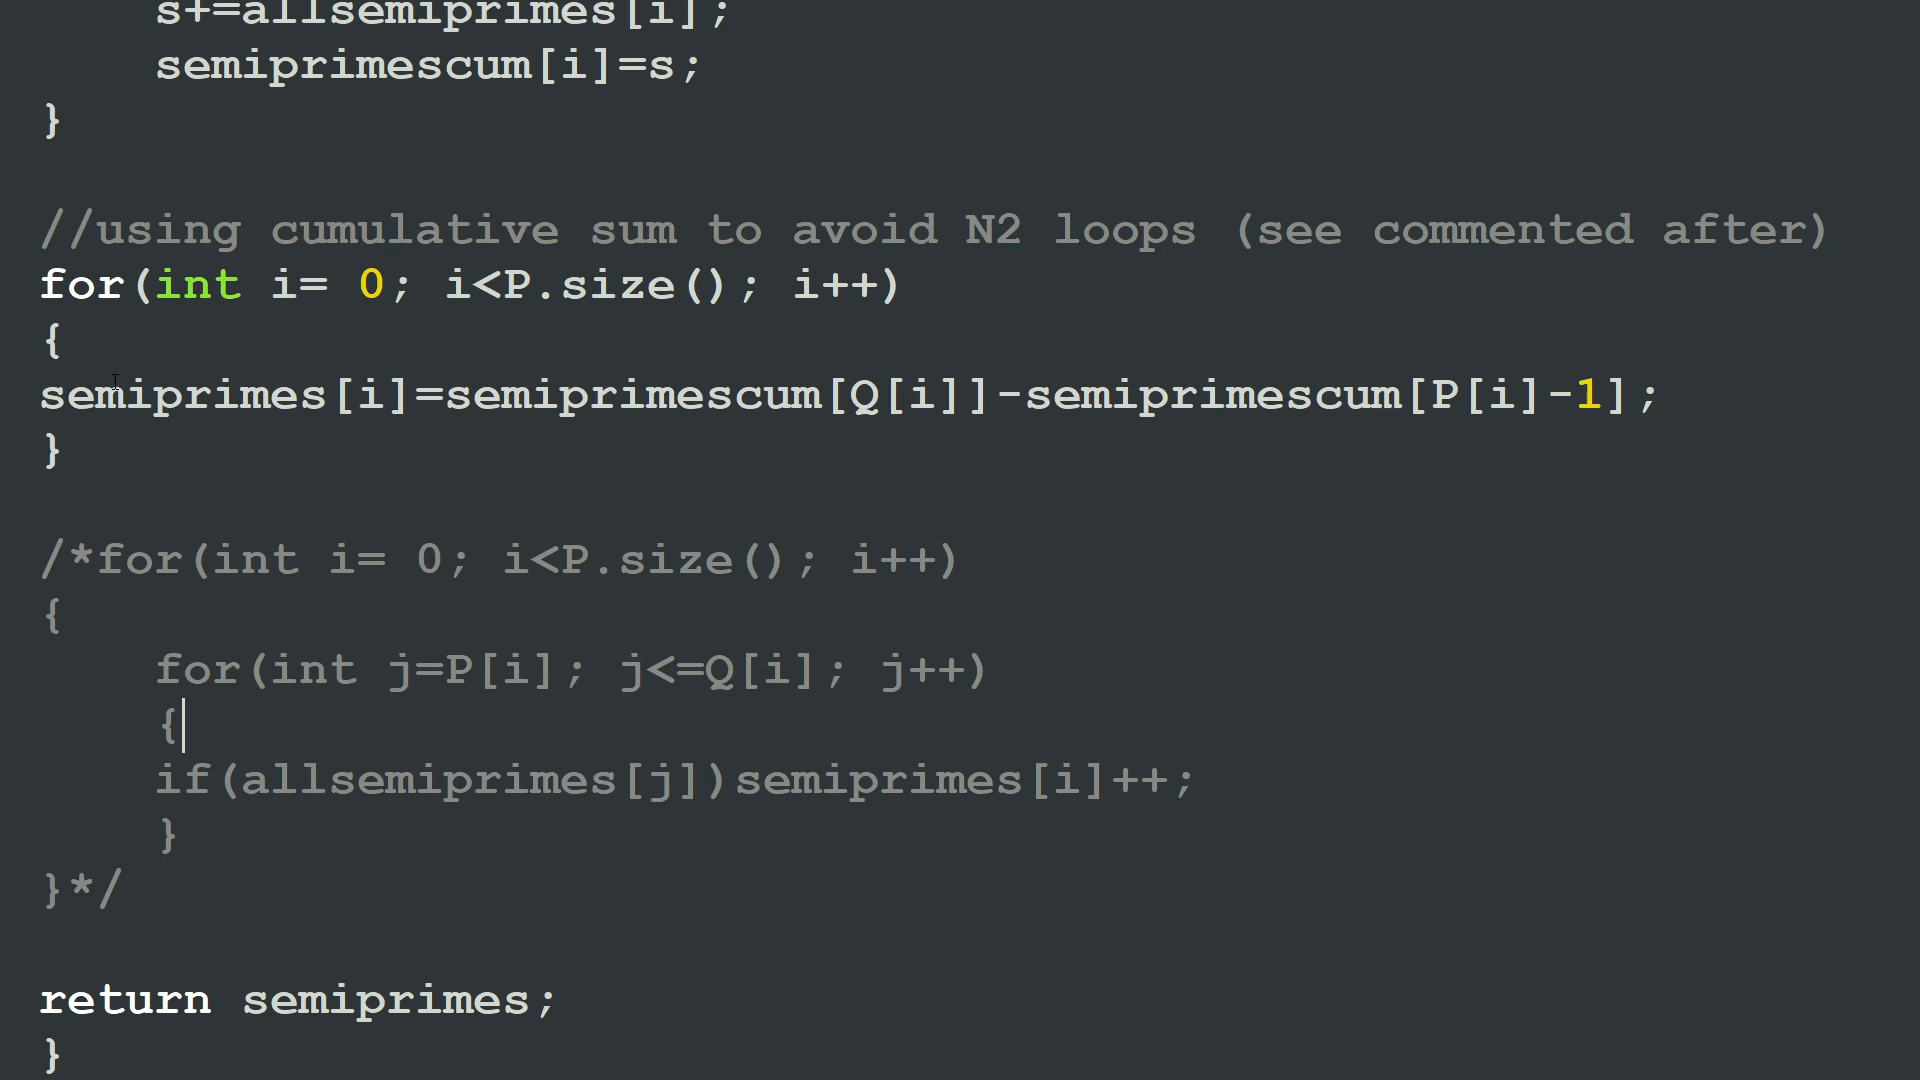 s+=allsemiprimes[i];
semiprimescum[i]=s;
}
//using cumulative sum to avoid N2 loops (see commented after)
for(int i= 0; i<P.size(); i++)
{
semiprimes[i]=semiprimescum[Q[i]]-semiprimescum[P[i]-1];
}
/*for(int i= 0; i<P.size(); i++)
{
for(int j=P[i]; j<=Q[i]; j++)
{
if(allsemiprimes[j])semiprimes[i]++;
}
}*/
return semiprimes;
}